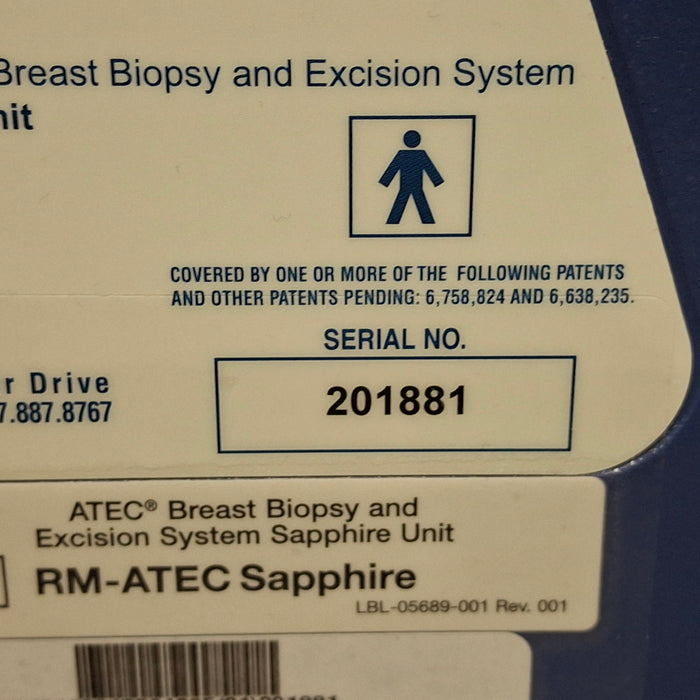 Breast Biopsy and Excision System
nit
COVERED BY ONE OR MORE OF THE FOLLOWING PATENTS
AND OTHER PATENTS PENDING: 6,758,824 AND 6,638,235.
SERIAL NO.
r Drive
7.887.8767
201881
ATEC® Breast Biopsy and
Excision System Sapphire Unit
RM-ATEC Sapphire
LBL-05689-001 Rev. 001